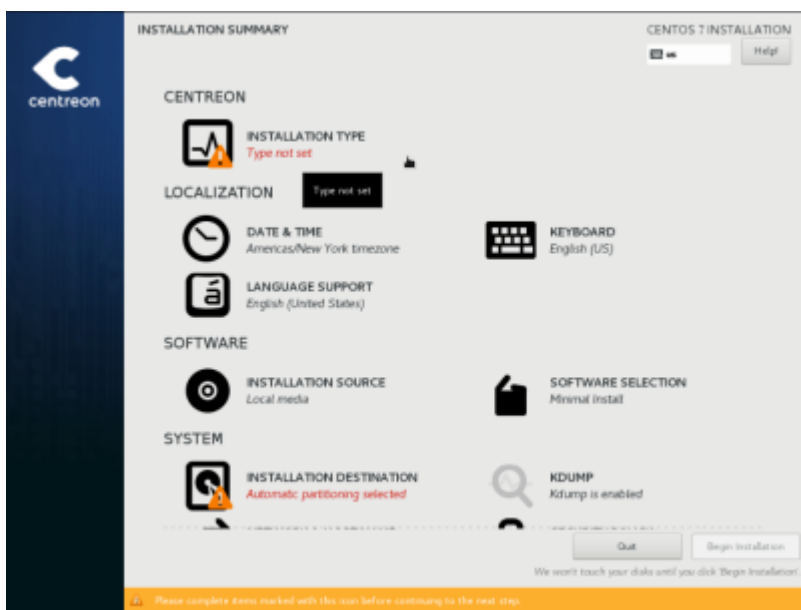 INSTALLATION SUMMARY
CENTOS 7 INSTALLATION
us
Help!
centreon
CENTREON
INSTALLATION TYPE
Type not set
Type not set
LOCALIZATION
DATE & TIME
Americas/New York timezone
KEYBOARD
English (US)
LANGUAGE SUPPORT
English (United States)
SOFTWARE
INSTALLATION SOURCE
Local media
SOFTWARE SELECTION
Minimal Install
SYSTEM
INSTALLATION DESTINATION
Automatic partitioning selected
KDUMP
Kdump is enabled
Quit
Begin Installation
We won't touch your disks until you click 'Begin Installation'.
Please complete items marked with this icon before continuing to the next step.